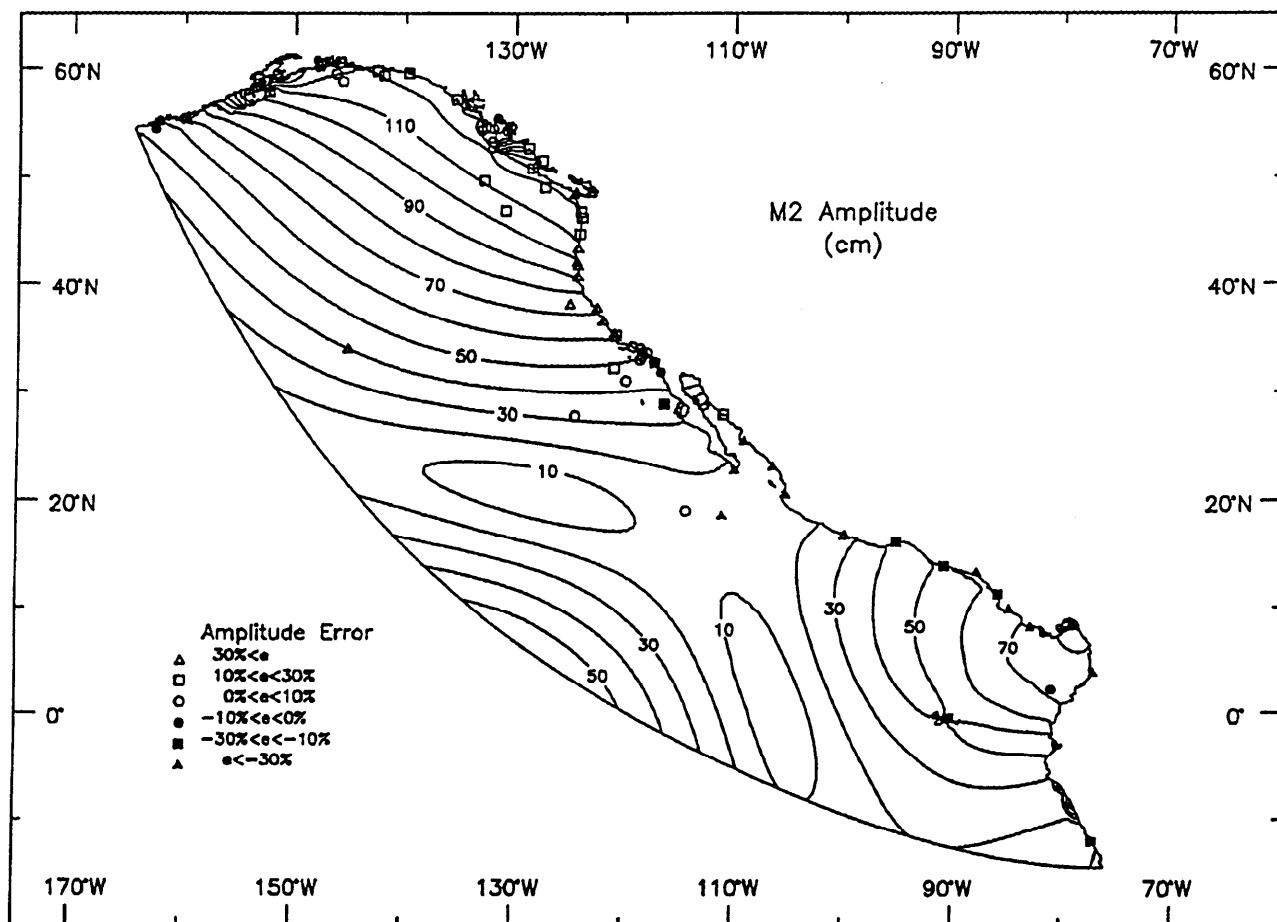 130°W 110°W 90°W 70°W
60°N 60°N
110
M2 Amplitude
(cm)
90
40°N 40°N
70
50
30
10
20°N 20°N
30 10 30 50 70
50
Amplitude Error
30%<e
10%<e<30%
0%<e<10%
-10%<e<0%
-30%<e<-10%
e<-30%
0° 0°
170°W 150°W 130°W 110°W 90°W 70°W